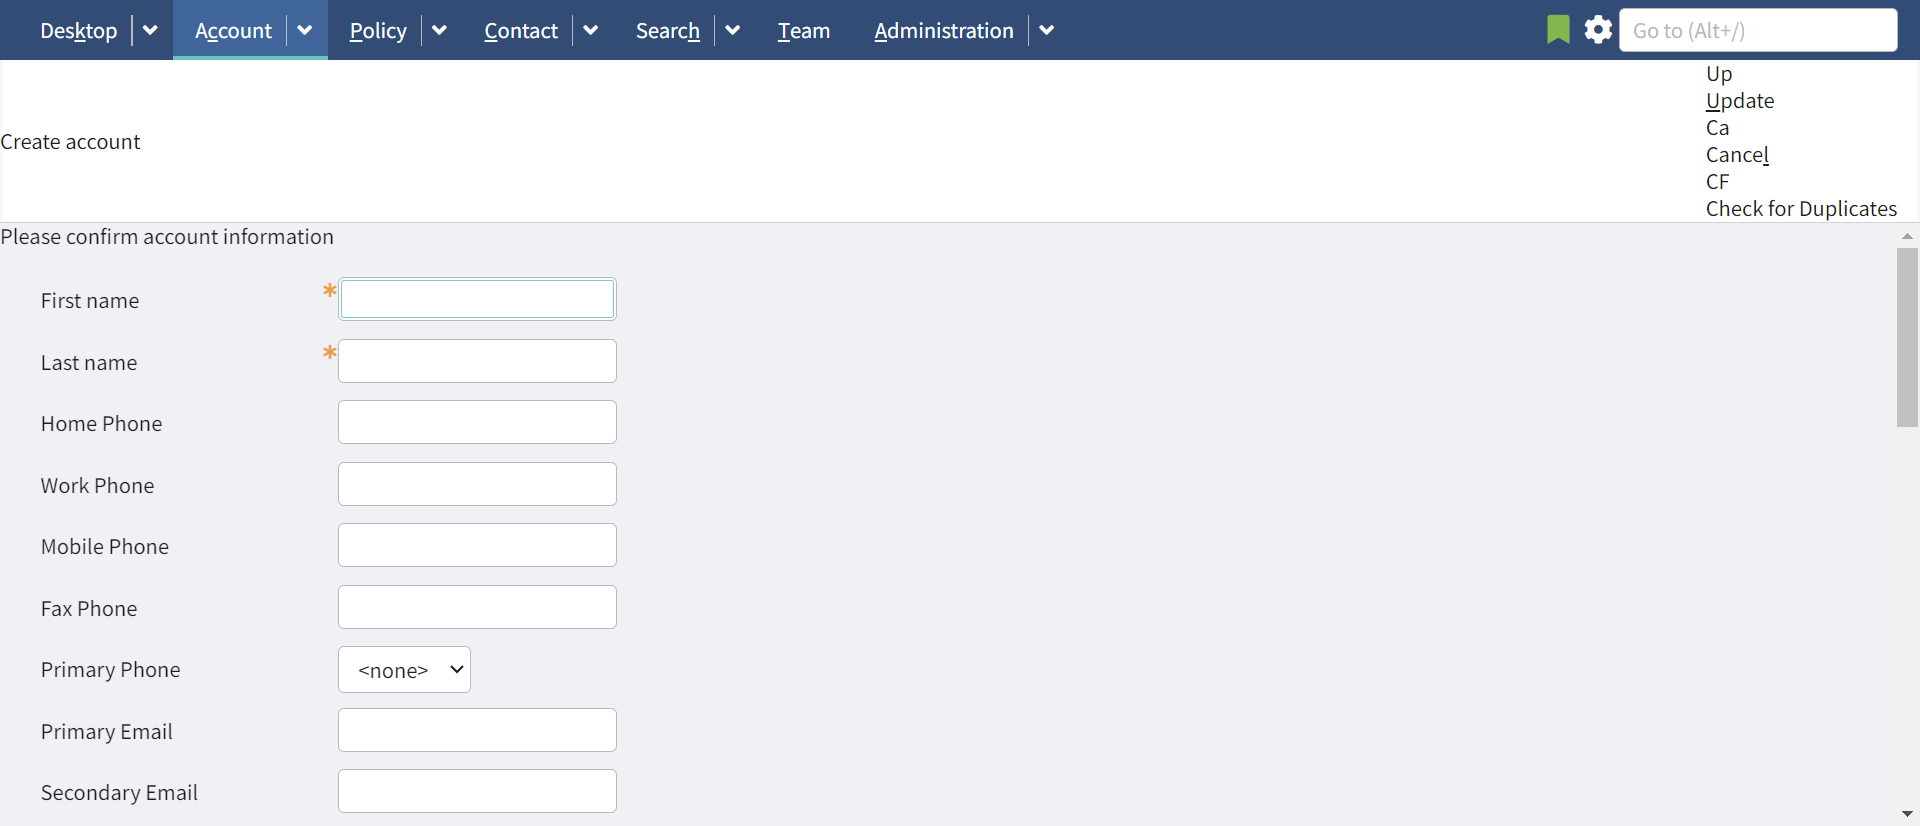 Desktop Account Policy Contact Search Team Administration Go to (Alt+/)
Up
Update
Ca
Create account
Cancel
CF
Check for Duplicates
Please confirm account information
First name *
Last name *
Home Phone
Work Phone
Mobile Phone
Fax Phone
Primary Phone <none>
Primary Email
Secondary Email